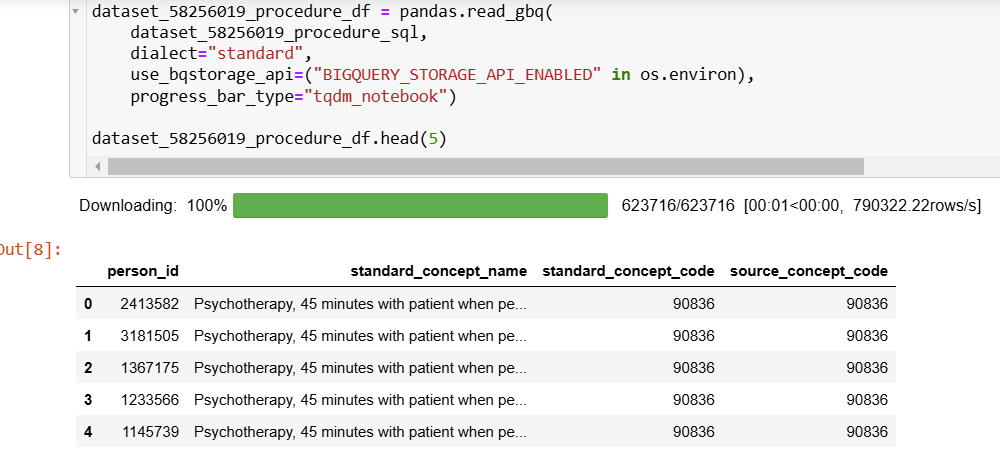 dataset_58256019_procedure_df = pandas.read_gbq(
dataset_58256019_procedure_sql,
dialect="standard",
use_bqstorage_api=("BIGQUERY_STORAGE_API_ENABLED" in os.environ),
progress_bar_type="tqdm_notebook")
dataset_58256019_procedure_df.head(5)
Downloading: 100% 623716/623716 [00:01<00:00, 790322.22rows/s]
Out[8]:
person_id standard_concept_name standard_concept_code source_concept_code
0 2413582 Psychotherapy, 45 minutes with patient when pe... 90836 90836
1 3181505 Psychotherapy, 45 minutes with patient when pe... 90836 90836
2 1367175 Psychotherapy, 45 minutes with patient when pe... 90836 90836
3 1233566 Psychotherapy, 45 minutes with patient when pe... 90836 90836
4 1145739 Psychotherapy, 45 minutes with patient when pe... 90836 90836